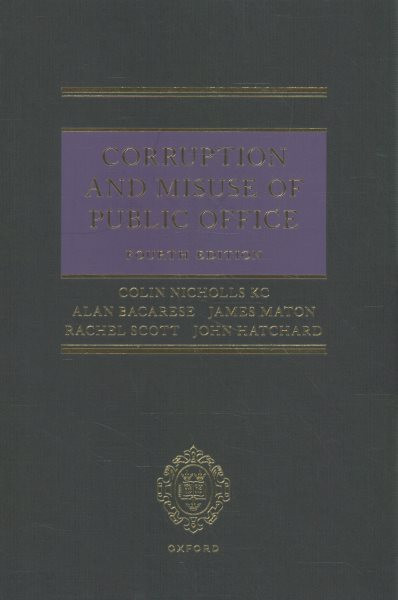 CORRUPTION
AND MISUSE OF
PUBLIC OFFICE
FOURTH EDITION
COLIN NICHOLLS KC
ALAN BACARESE JAMES MATON
RACHEL SCOTT JOHN HATCHARD
OXFORD